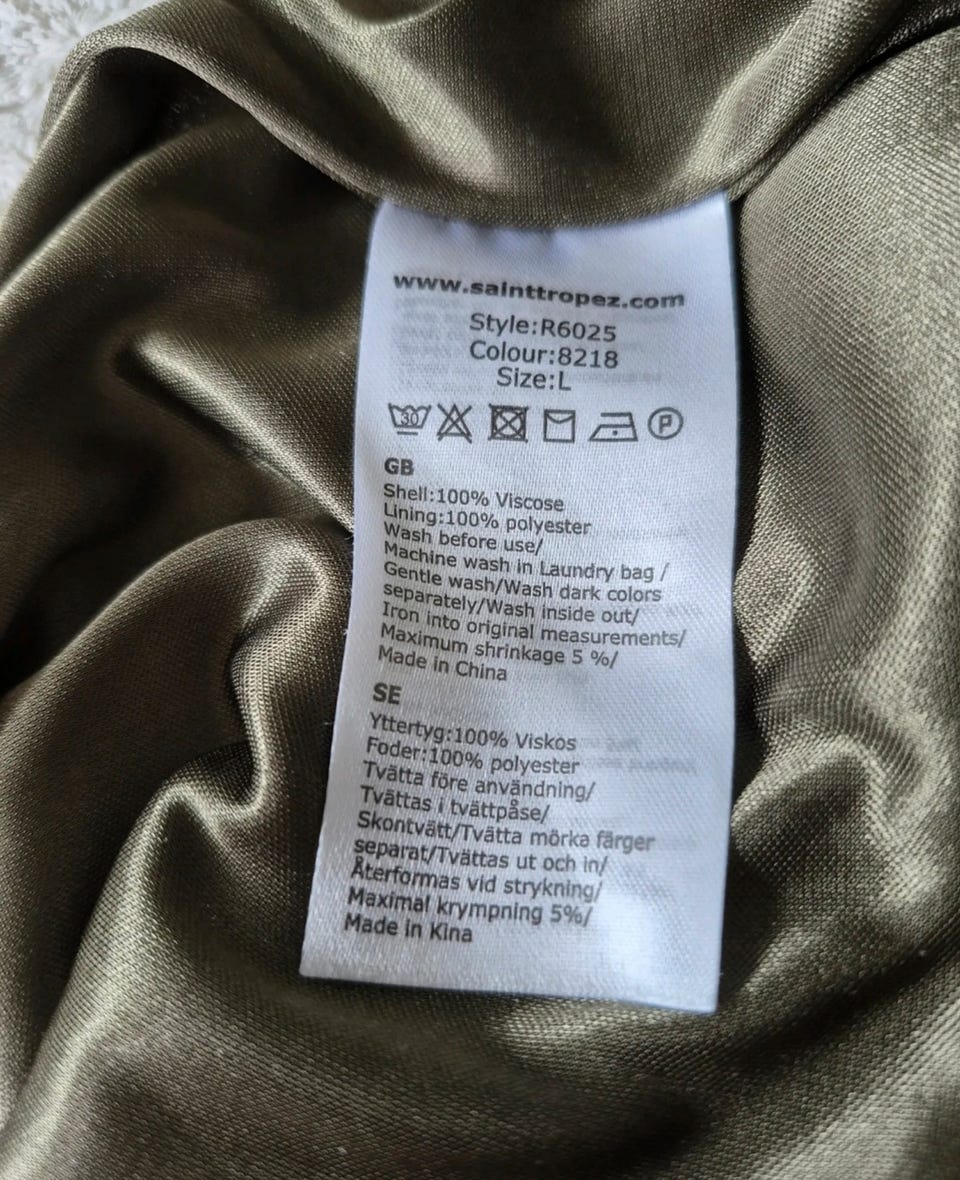 www.sainttropez.com
Style:R6025
Colour:8218
Size:L
30 P
GB
Shell:100% Viscose
Lining:100% polyester
Wash before use/
Machine wash in Laundry bag /
Gentle wash/Wash dark colors
separately/Wash inside out/
Iron into original measurements/
Maximum shrinkage 5 %/
Made in China
SE
Yttertyg:100% Viskos
Foder:100% polyester
Tvätta före användning/
Tvättas i tvättpåse/
Skontvätt/Tvätta mörka färger
separat/Tvättas ut och in/
Återformas vid strykning/
Maximal krympning 5%/
Made in Kina